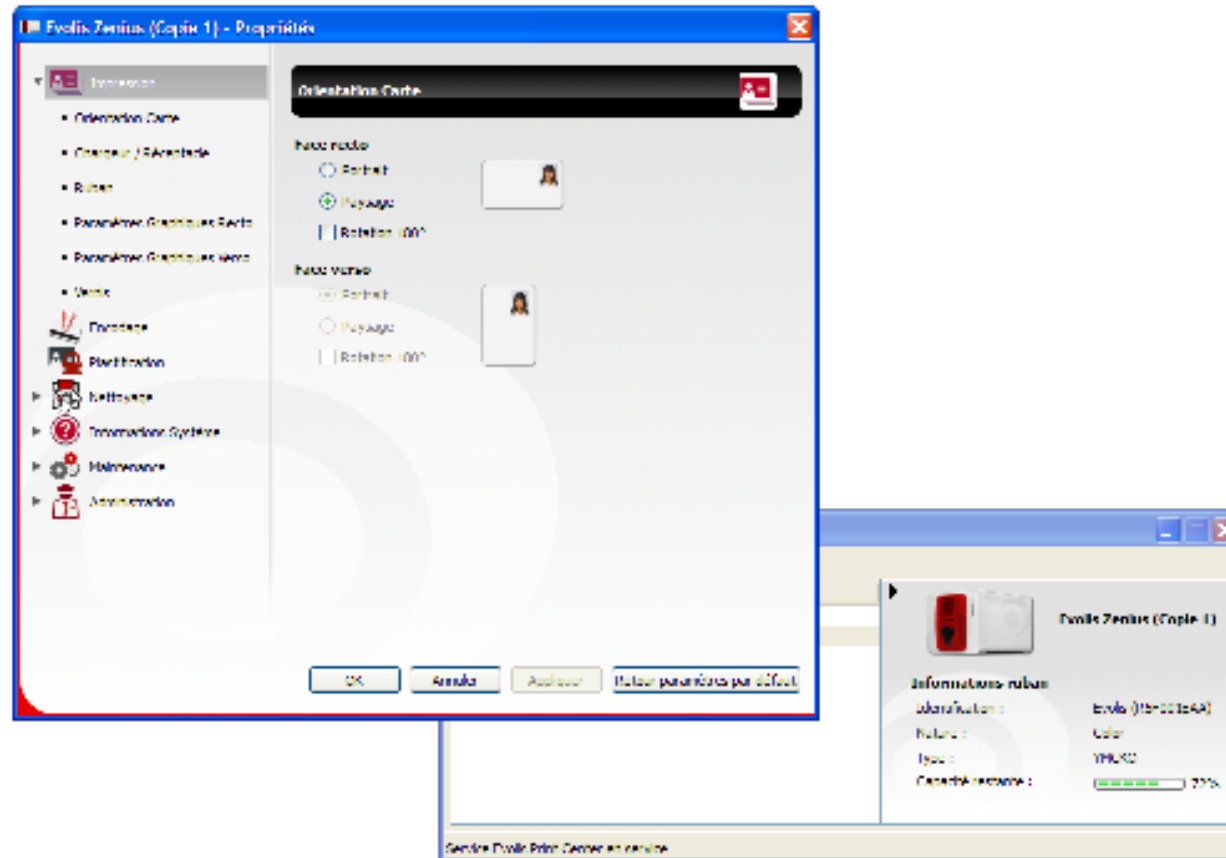 Evolis Zenius (Copie 1) - Propriétés
Impression
Orientation Carte
Chargeur / Réceptacle
Ruban
Paramètres Graphiques Recto
Paramètres Graphiques Verso
Vernis
Encodage
Plastification
Nettoyage
Informations Système
Maintenance
Administration
Orientation Carte
Face recto
Portrait
Paysage
Rotation 180°
Face verso
Portrait
Paysage
Rotation 180°
OK
Annuler
Appliquer
Retour paramètres par défaut
Evolis Zenius (Copie 1)
Informations ruban
Identification :
Evolis
Nature :
Color
Type :
YMCKO
Capacité restante :
72%
Service Evolis Print Center en service